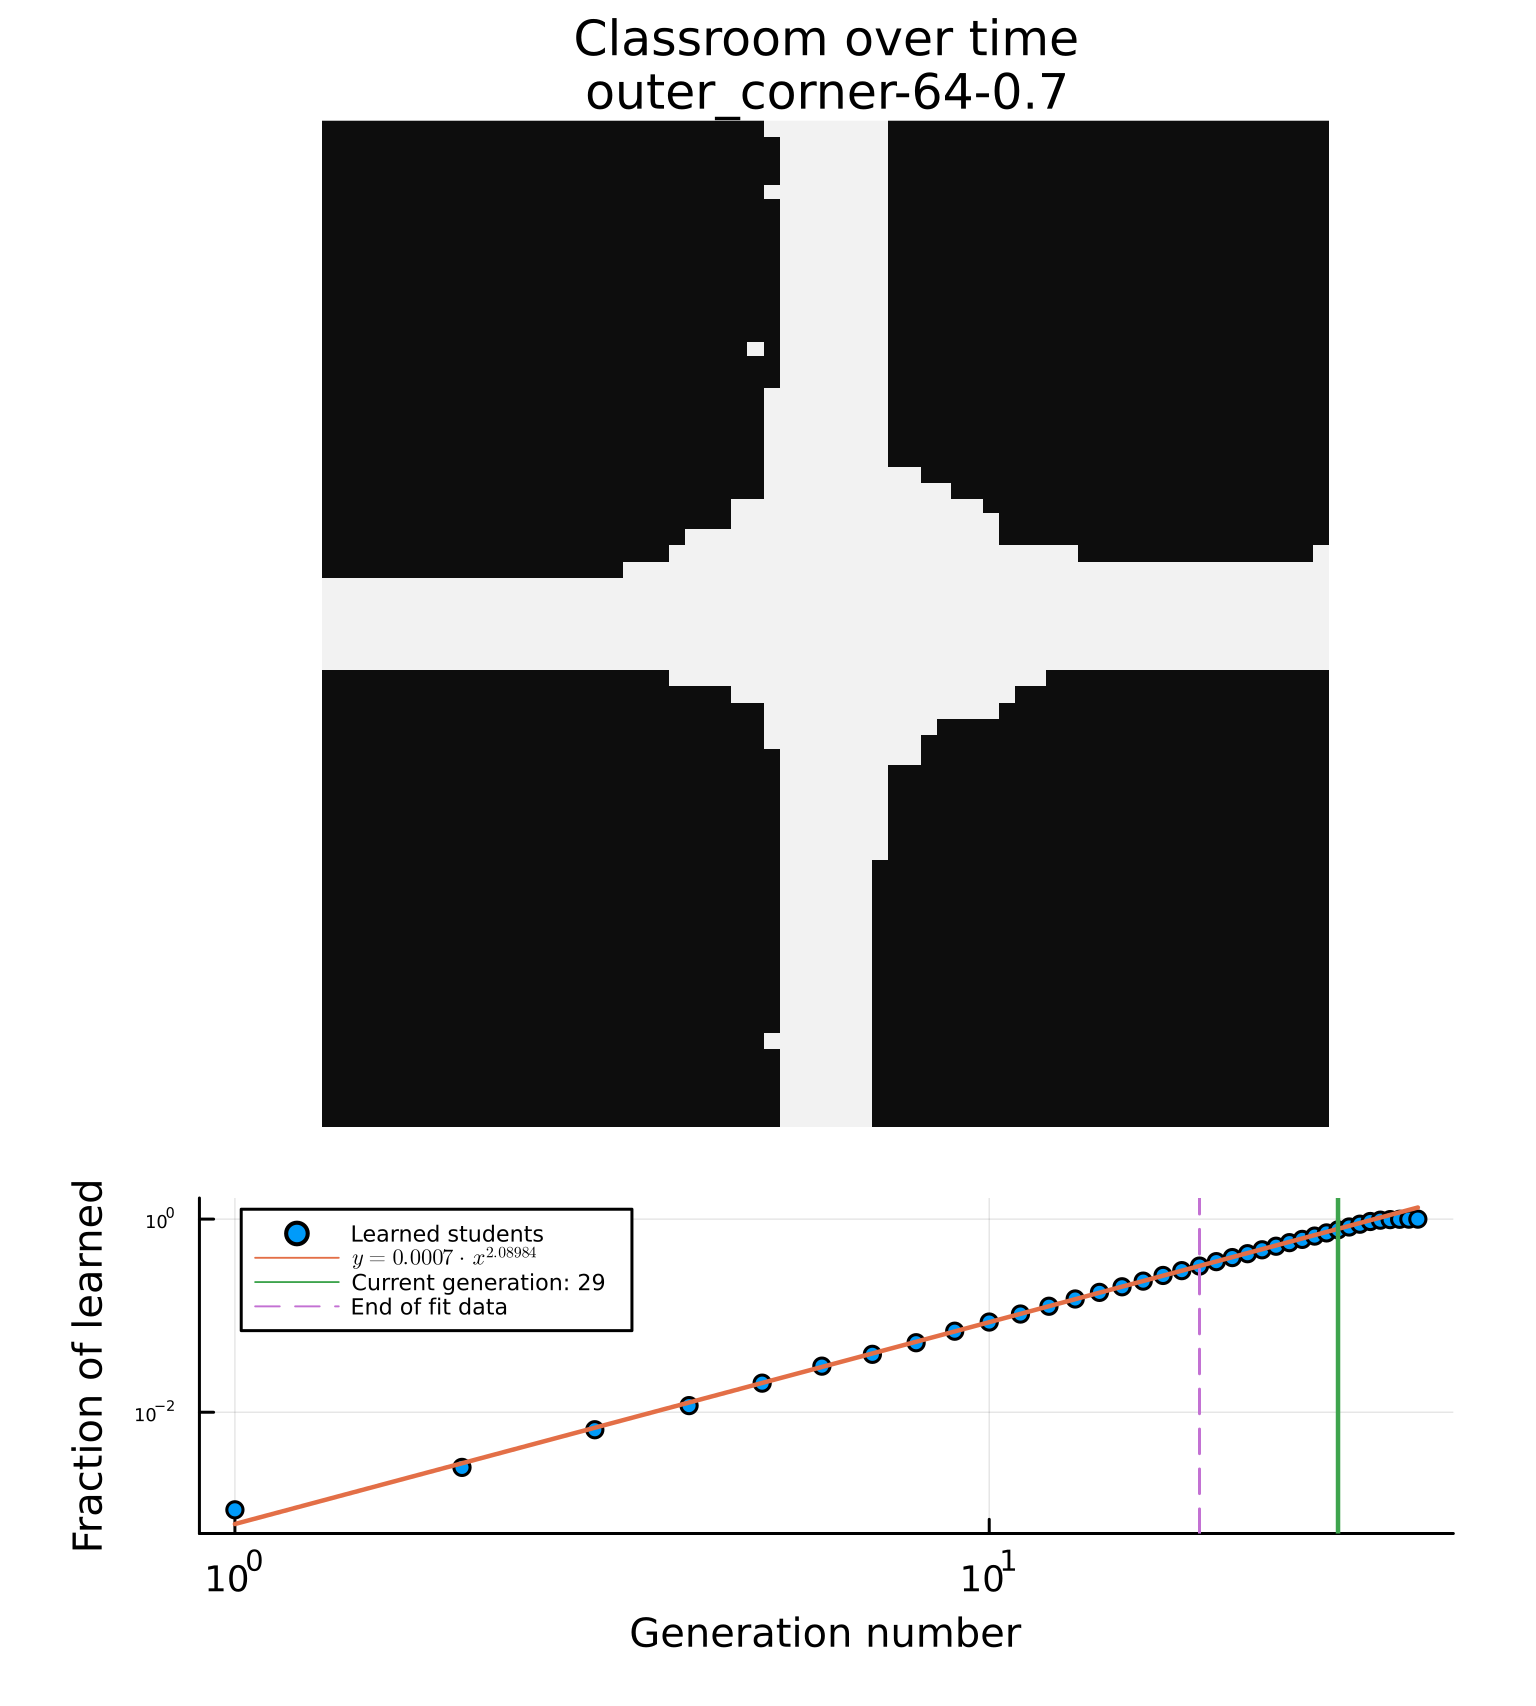 Classroom over time
outer_corner-64-0.7
Fraction of learned
10^0
10^-2
Learned students
y = 0.0007 · x^2.08984
Current generation: 29
End of fit data
10^0
10^1
Generation number